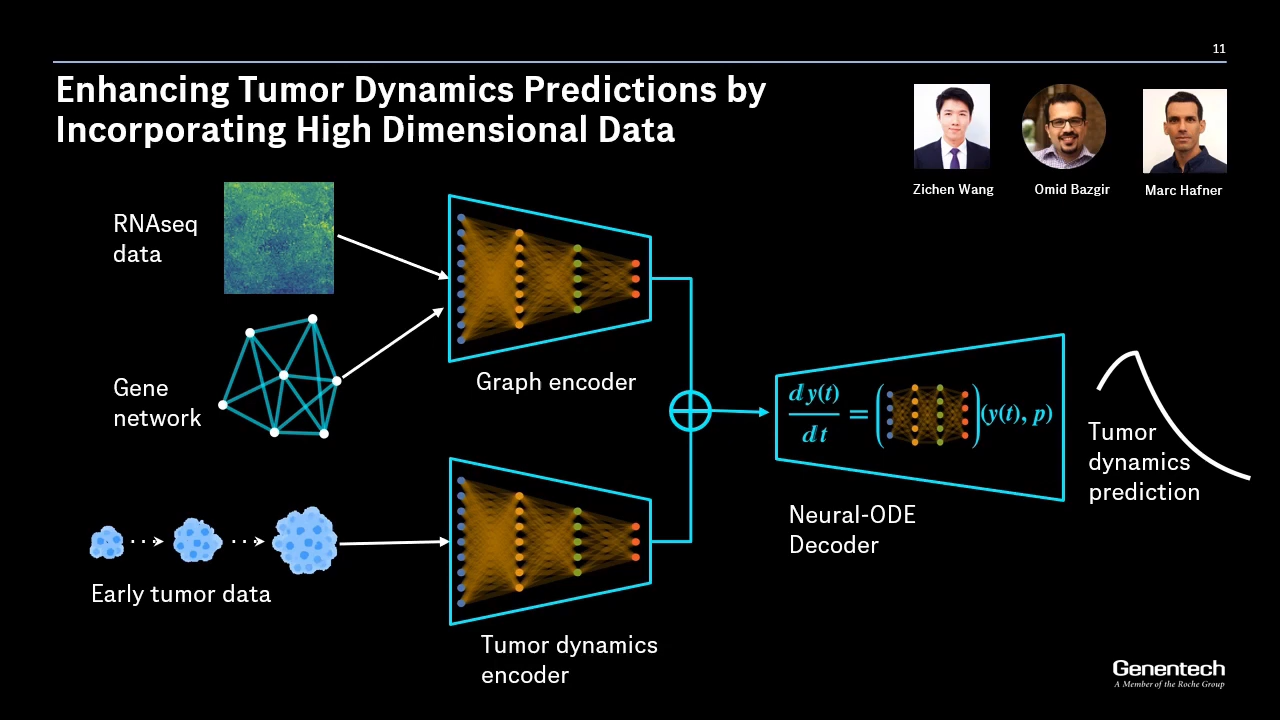 11
Enhancing Tumor Dynamics Predictions by
Incorporating High Dimensional Data
Zichen Wang
Omid Bazgir
Marc Hafner
RNAseq
data
Gene
network
Graph encoder
Early tumor data
Tumor dynamics
encoder
dy(t)
dt
= ( ) (y(t), p)
Neural-ODE
Decoder
Tumor
dynamics
prediction
Genentech
A Member of the Roche Group